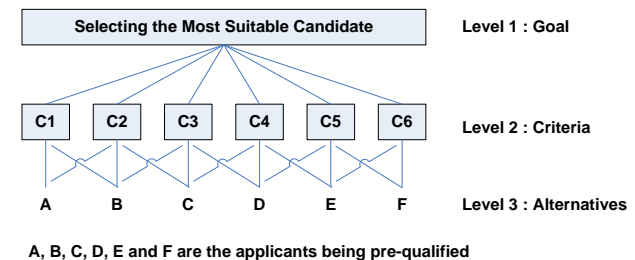 Selecting the Most Suitable Candidate
Level 1 : Goal
C1 C2 C3 C4 C5 C6
Level 2 : Criteria
A B C D E F
Level 3 : Alternatives
A, B, C, D, E and F are the applicants being pre-qualified